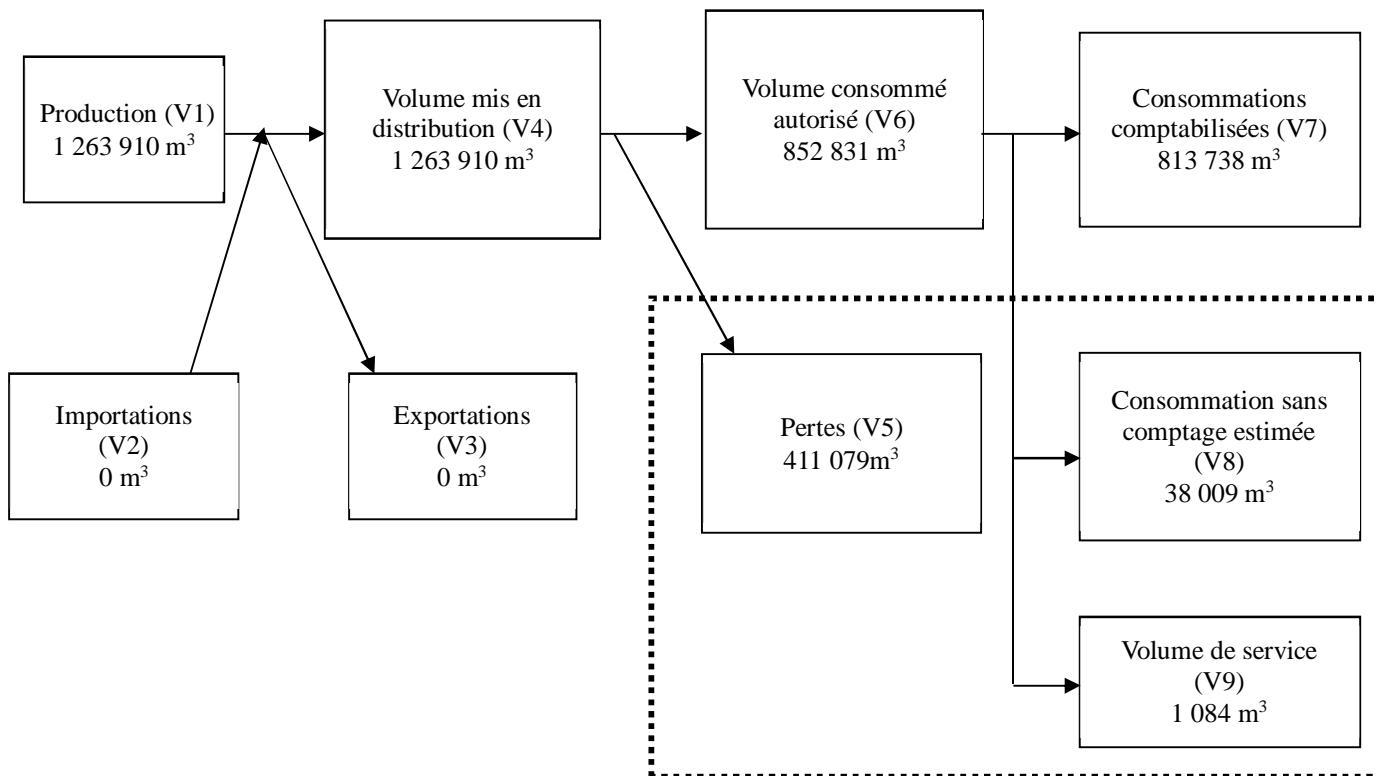 Production (V1)
1 263 910 m³
Volume mis en
distribution (V4)
1 263 910 m³
Volume consommé
autorisé (V6)
852 831 m³
Consommations
comptabilisées (V7)
813 738 m³
Importations
(V2)
0 m³
Exportations
(V3)
0 m³
Pertes (V5)
411 079m³
Consommation sans
comptage estimée
(V8)
38 009 m³
Volume de service
(V9)
1 084 m³